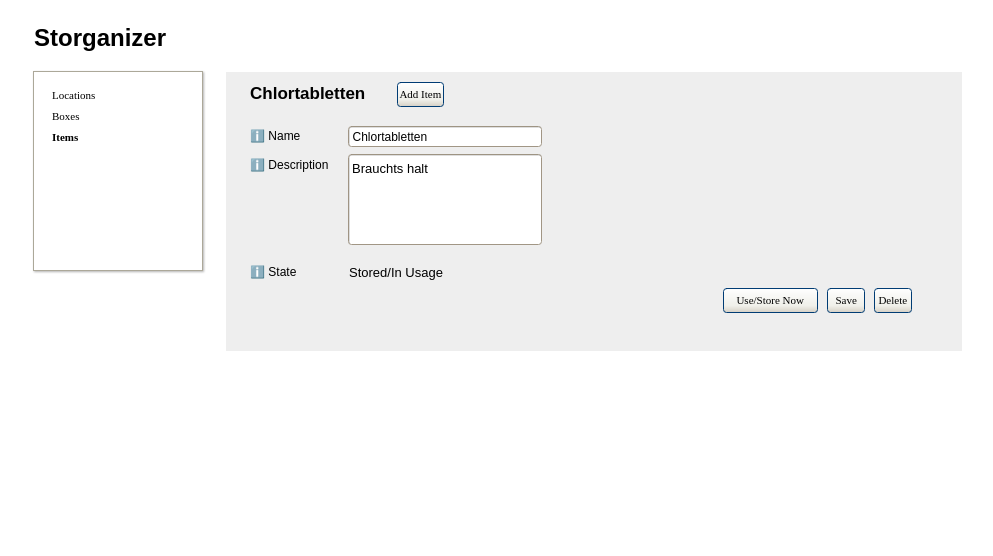 Storganizer
Locations
Boxes
Items
Chlortabletten
Add Item
Name
Chlortabletten
Description
Brauchts halt
State
Stored/In Usage
Use/Store Now
Save
Delete